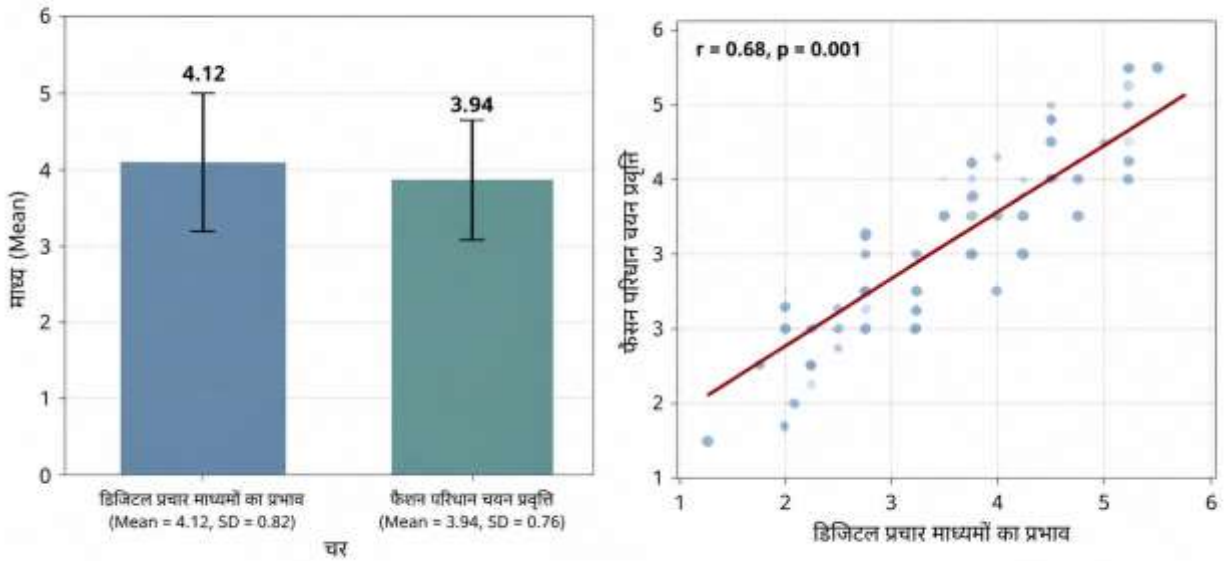 6
5
4
3
2
1
0
माध्य (Mean)
4.12
3.94
डिजिटल प्रचार माध्यमों का प्रभाव
(Mean = 4.12, SD = 0.82)
फैशन परिधान चयन प्रवृत्ति
(Mean = 3.94, SD = 0.76)
चर
r = 0.68, p = 0.001
6
5
4
3
3
2
1
फैसन परिधान चयन प्रवृत्ति
1
2
3
4
5
6
डिजिटल प्रचार माध्यमों का प्रभाव